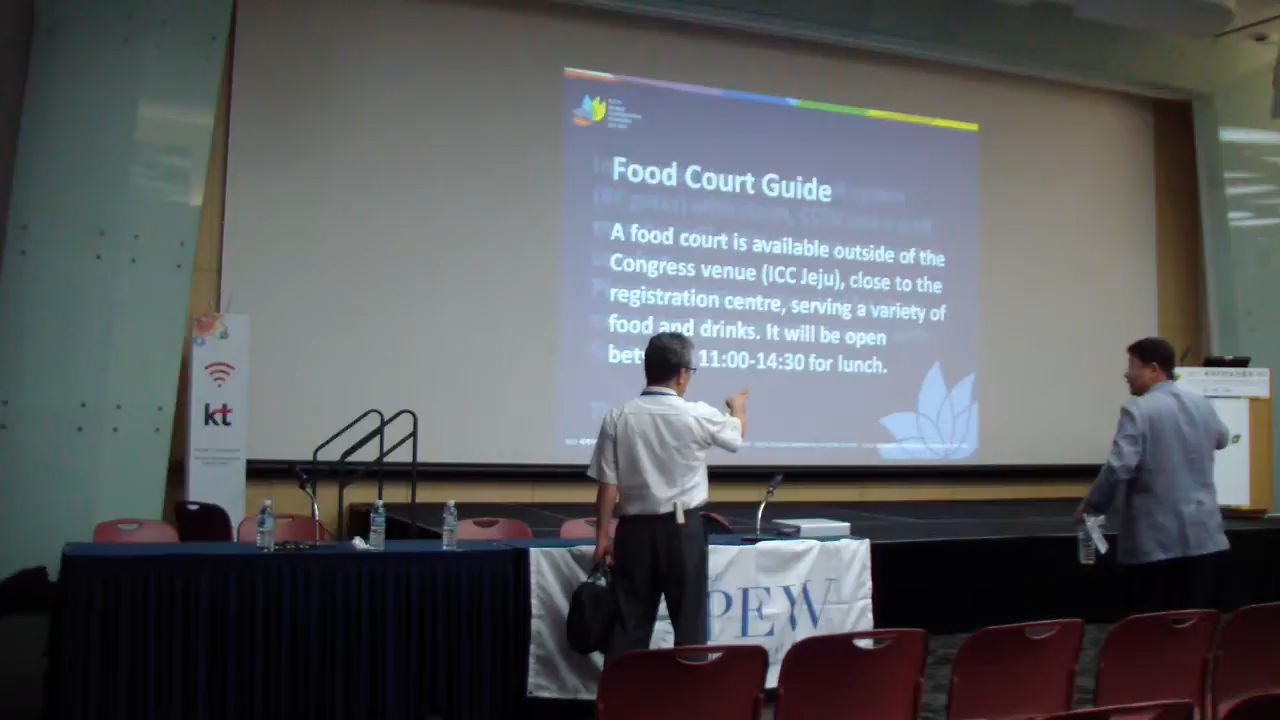 Food Court Guide
A food court is available outside of the
Congress venue (ICC Jeju), close to the
registration centre, serving a variety of
food and drinks. It will be open
11:00-14:30 for lunch.
kt
PEW